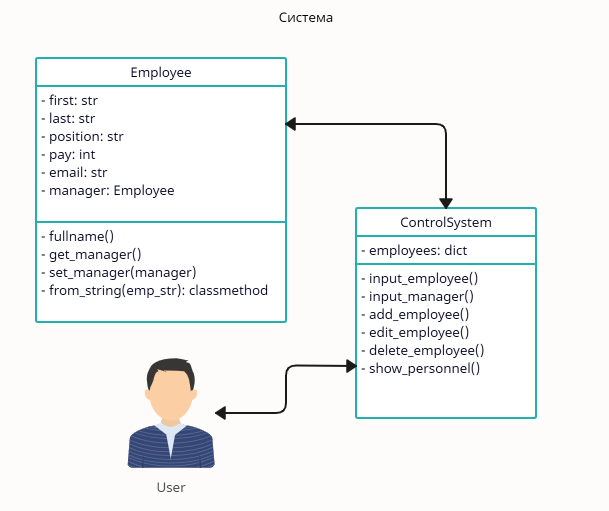 Система
Employee
- first: str
- last: str
- position: str
- pay: int
- email: str
- manager: Employee
- fullname()
- get_manager()
- set_manager(manager)
- from_string(emp_str): classmethod
ControlSystem
- employees: dict
- input_employee()
- input_manager()
- add_employee()
- edit_employee()
- delete_employee()
- show_personnel()
User